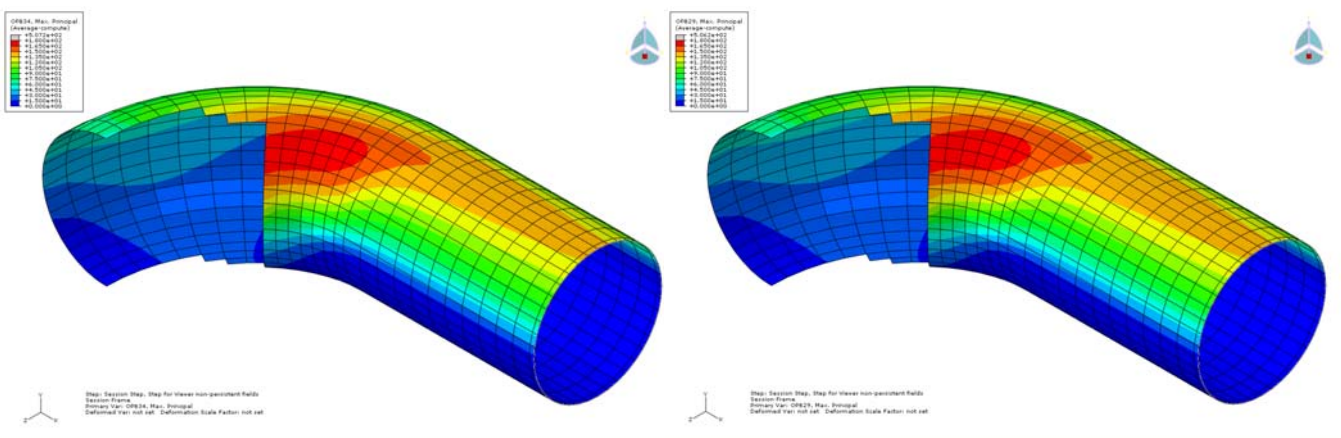 OPB34, Max. Principal
(Average-compute)
+5.072e+02
+1.800e+02
+1.650e+02
+1.500e+02
+1.350e+02
+1.200e+02
+1.050e+02
+9.000e+01
+7.500e+01
+6.000e+01
+4.500e+01
+3.000e+01
+1.500e+01
+0.000e+00
Y
Z
X
Step: Session Step, Step for Viewer non-persistent fields
Session Frame
Primary Var: OPB34, Max. Principal
Deformed Var: not set Deformation Scale Factor: not set
OPB29, Max. Principal
(Average-compute)
+5.062e+02
+1.800e+02
+1.650e+02
+1.500e+02
+1.350e+02
+1.200e+02
+1.050e+02
+9.000e+01
+7.500e+01
+6.000e+01
+4.500e+01
+3.000e+01
+1.500e+01
+0.000e+00
Y
Z
X
Step: Session Step, Step for Viewer non-persistent fields
Session Frame
Primary Var: OPB29, Max. Principal
Deformed Var: not set Deformation Scale Factor: not set